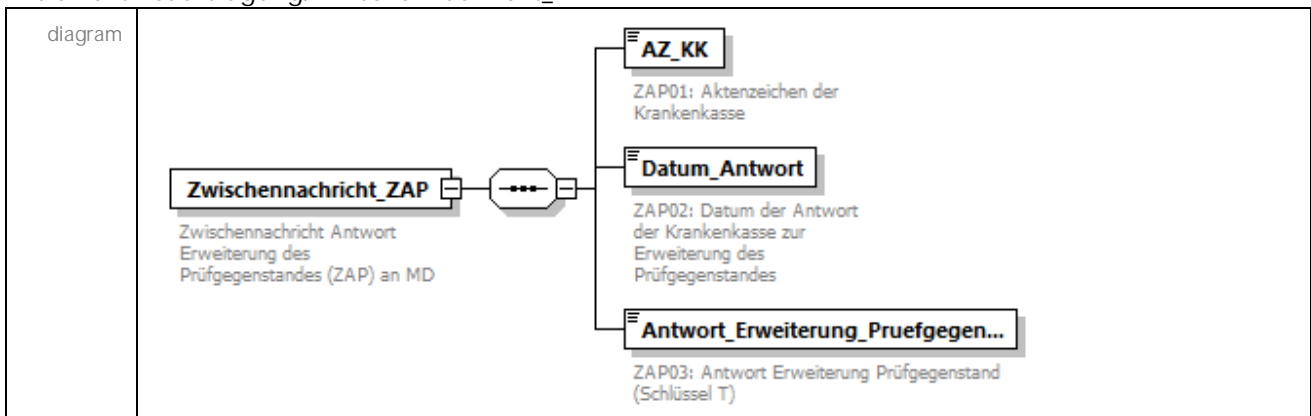 diagram
AZ_KK
ZAP01: Aktenzeichen der
Krankenkasse
Datum_Antwort
ZAP02: Datum der Antwort
der Krankenkasse zur
Erweiterung des
Prüfgegenstandes
Zwischennachricht_ZAP
Zwischennachricht Antwort
Erweiterung des
Prüfgegenstandes (ZAP) an MD
Antwort_Erweiterung_Pruefgegen...
ZAP03: Antwort Erweiterung Prüfgegenstand
(Schlüssel T)